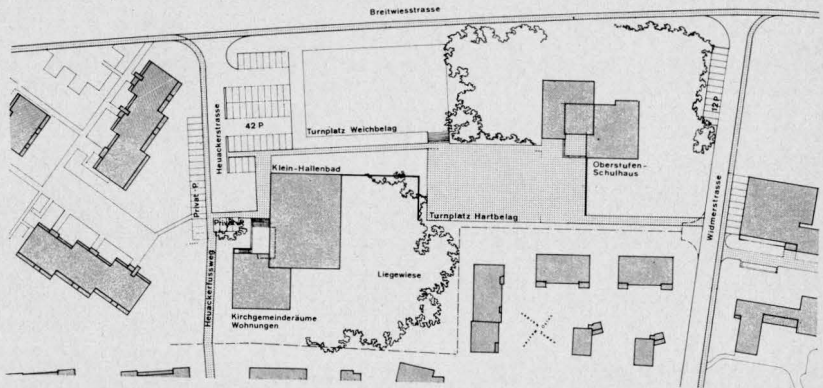 Breitwiesstrasse
Heuackerstrasse
42 P
Turnplatz Weichbelag
12 P
Oberstufen-
Schulhaus
Klein-Hallenbad
Privat-P.
Turnplatz Hartbelag
Widmerstrasse
Liegewiese
Heuackerfussweg
Kirchgemeinderäume
Wohnungen